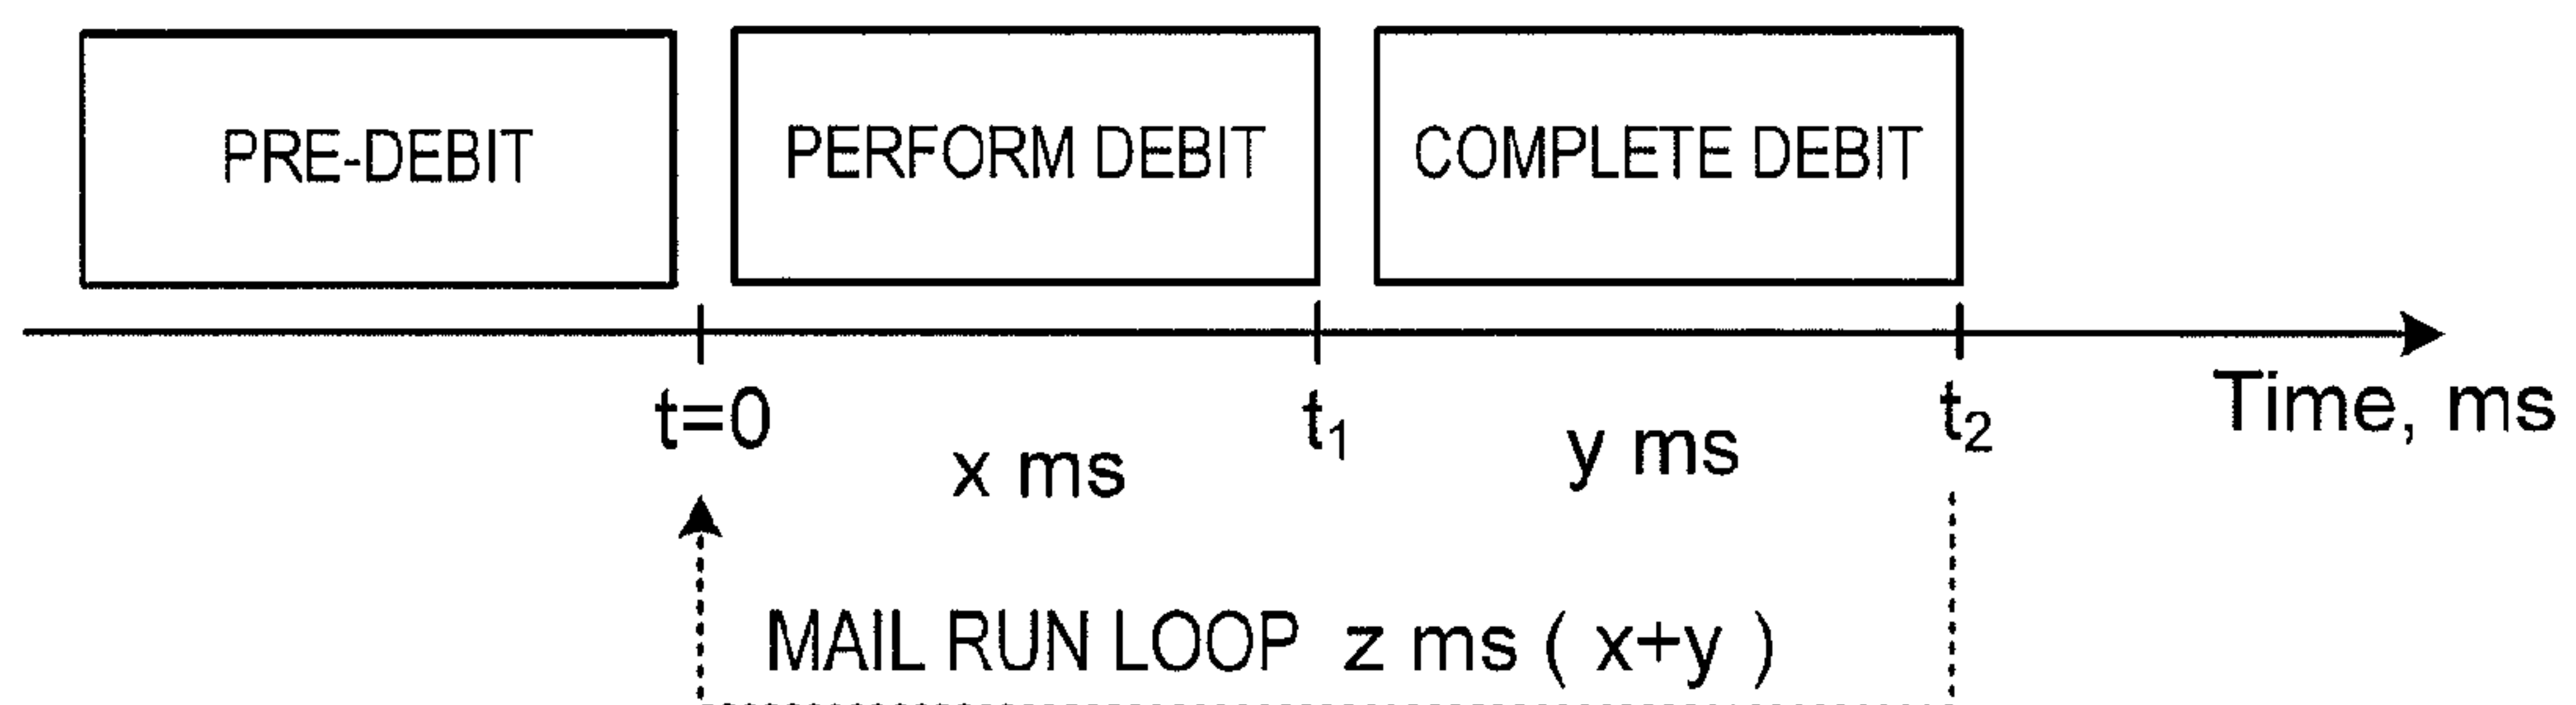 PRE-DEBIT
PERFORM DEBIT
COMPLETE DEBIT
t=0
t₁
t₂
Time, ms
x ms
y ms
MAIL RUN LOOP z ms ( x+y )